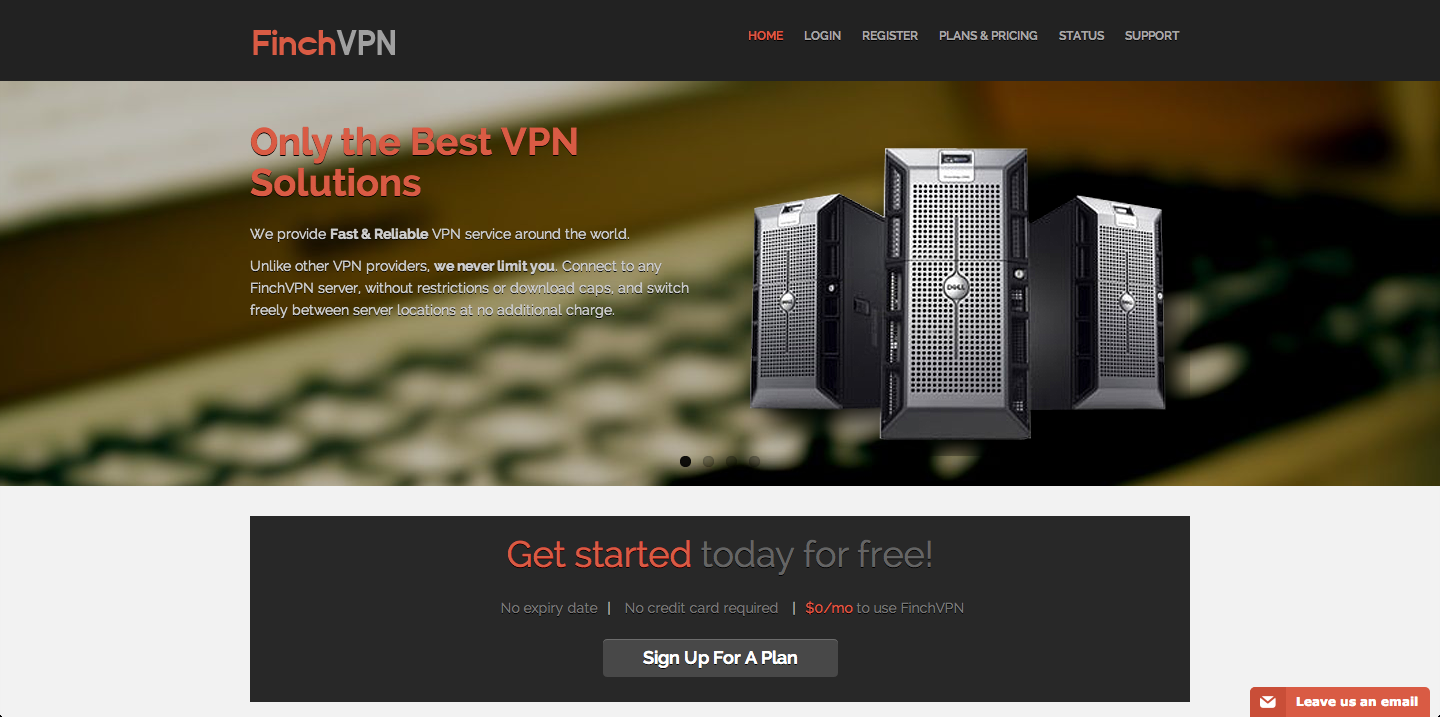 FinchVPN
HOME LOGIN REGISTER PLANS & PRICING STATUS SUPPORT
Only the Best VPN
Solutions
We provide Fast & Reliable VPN service around the world.
Unlike other VPN providers, we never limit you. Connect to any
FinchVPN server, without restrictions or download caps, and switch
freely between server locations at no additional charge.
DELL
DELL
DELL
Get started today for free!
No expiry date | No credit card required | $0/mo to use FinchVPN
Sign Up For A Plan
Leave us an email